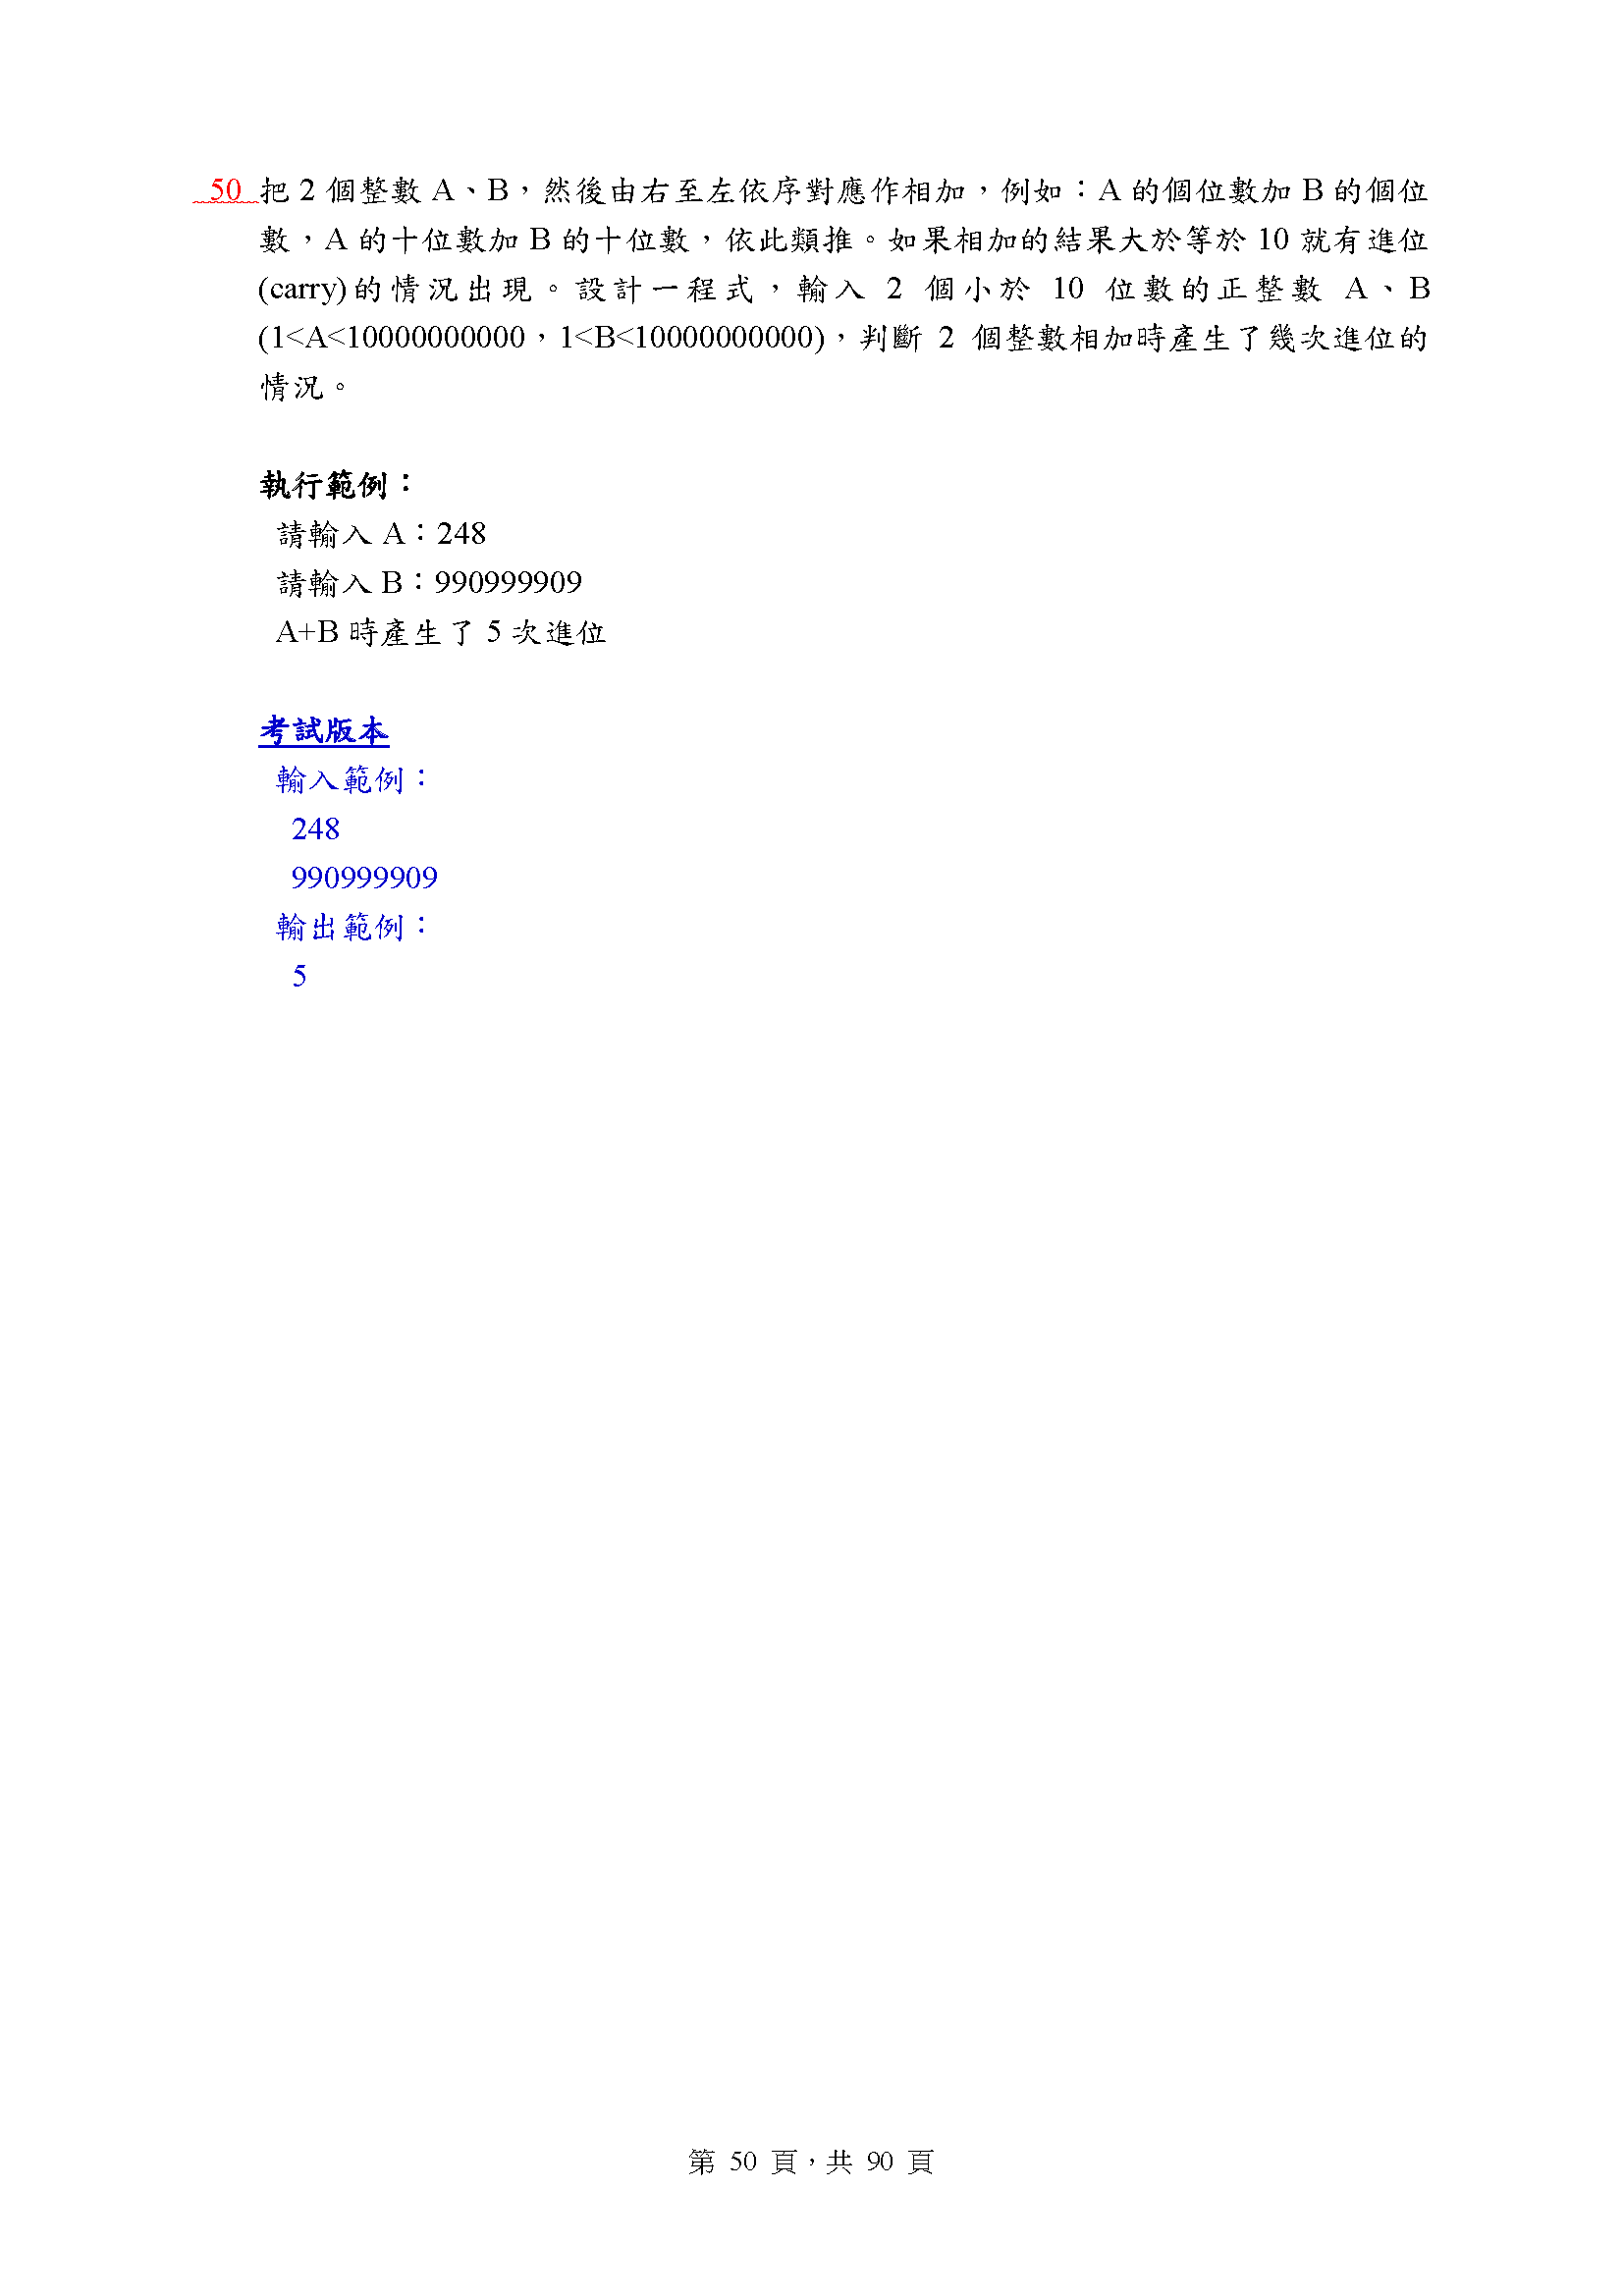 50 把 2 個整數 A、B，然後由右至左依序對應作相加，例如：A 的個位數加 B 的個位
數，A 的十位數加 B 的十位數，依此類推。如果相加的結果大於等於 10 就有進位
(carry)的情況出現。設計一程式，輸入 2 個小於 10 位數的正整數 A、B
(1<A<10000000000，1<B<10000000000)，判斷 2 個整數相加時產生了幾次進位的
情況。
執行範例：
請輸入 A：248
請輸入 B：990999909
A+B 時產生了 5 次進位
考試版本
輸入範例：
248
990999909
輸出範例：
5
第 50 頁，共 90 頁